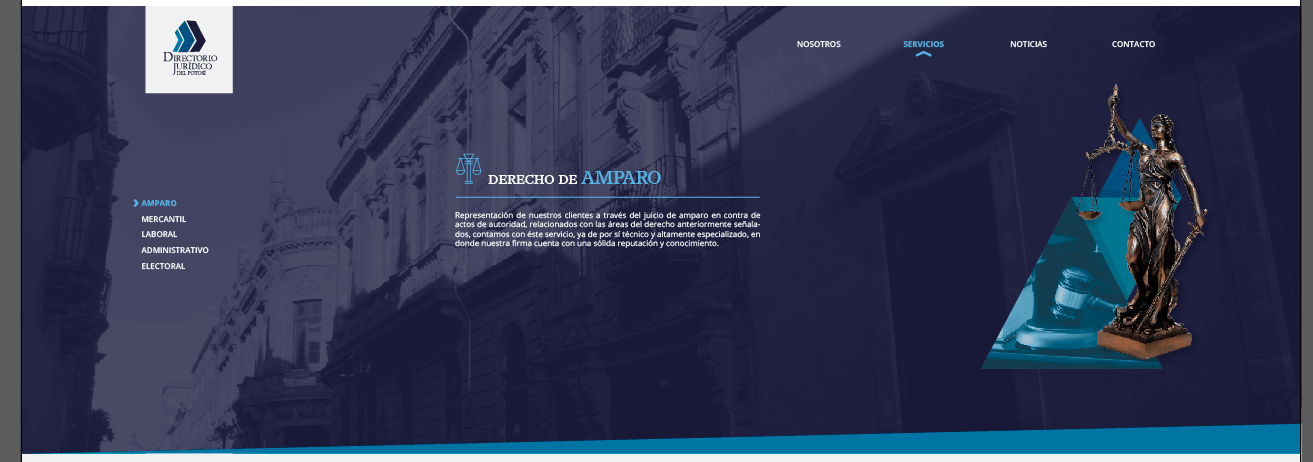 DIRECTORIO
JURÍDICO
DEL POTOSÍ
NOSOTROS
SERVICIOS
NOTICIAS
CONTACTO
AMPARO
MERCANTIL
LABORAL
ADMINISTRATIVO
ELECTORAL
DERECHO DE AMPARO
Representación de nuestros clientes a través del juicio de amparo en contra de
actos de autoridad, relacionados con las áreas del derecho anteriormente señala-
dos, contamos con éste servicio, ya de por sí técnico y altamente especializado, en
donde nuestra firma cuenta con una sólida reputación y conocimiento.